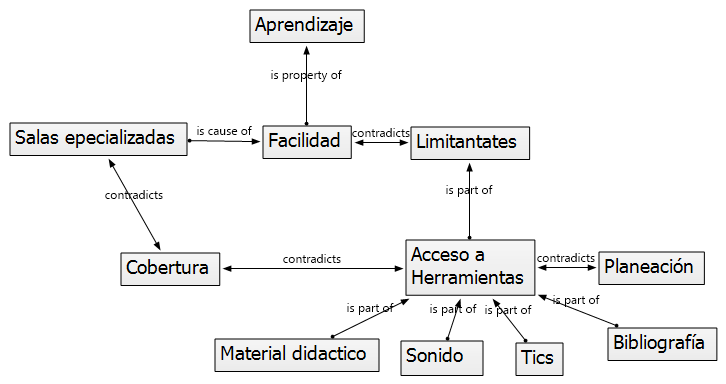 Aprendizaje
is property of
Salas epecializadas
is cause of
Facilidad
contradicts
Limitantates
contradicts
is part of
Cobertura
contradicts
Acceso a
Herramientas
contradicts
Planeación
is part of
is part of
is part of
is part of
Material didactico
Sonido
Tics
Bibliografía